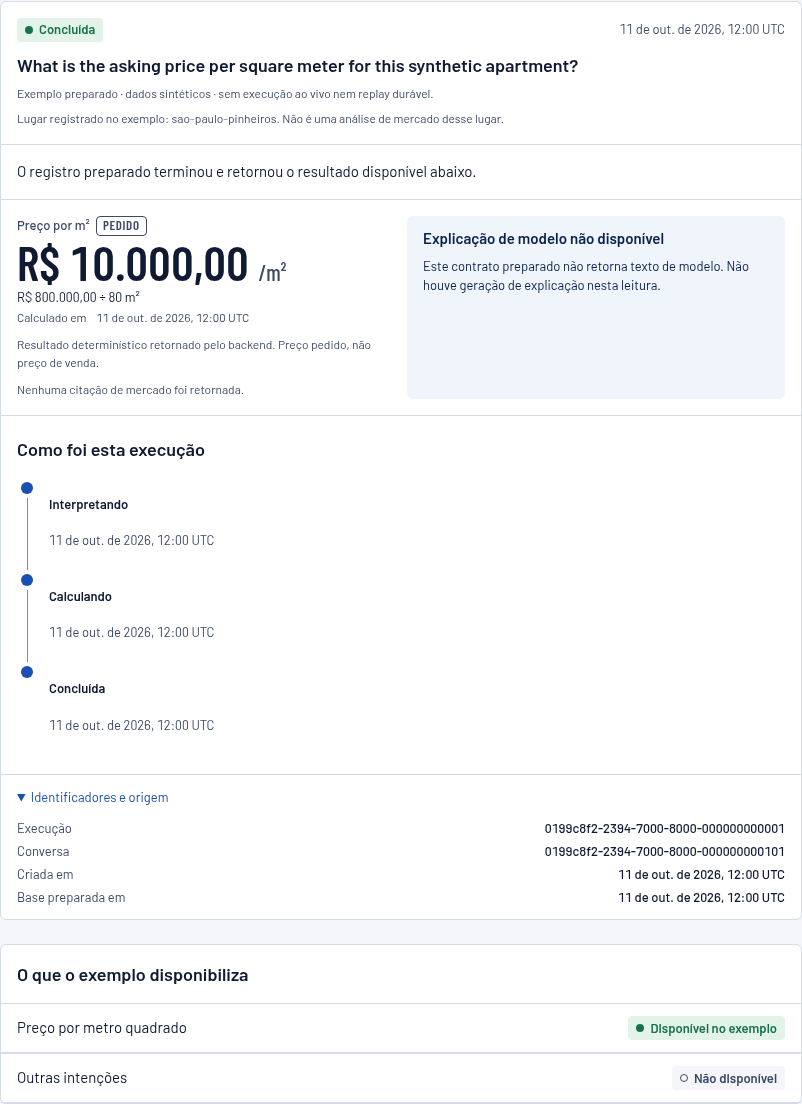 Concluída
11 de out. de 2026, 12:00 UTC
What is the asking price per square meter for this synthetic apartment?
Exemplo preparado · dados sintéticos · sem execução ao vivo nem replay durável.
Lugar registrado no exemplo: sao-paulo-pinheiros. Não é uma análise de mercado desse lugar.
O registro preparado terminou e retornou o resultado disponível abaixo.
Preço por m² PEDIDO
R$ 10.000,00 /m²
R$ 800.000,00 ÷ 80 m²
Calculado em 11 de out. de 2026, 12:00 UTC
Resultado determinístico retornado pelo backend. Preço pedido, não
preço de venda.
Nenhuma citação de mercado foi retornada.
Explicação de modelo não disponível
Este contrato preparado não retorna texto de modelo. Não
houve geração de explicação nesta leitura.
Como foi esta execução
Interpretando
11 de out. de 2026, 12:00 UTC
Calculando
11 de out. de 2026, 12:00 UTC
Concluída
11 de out. de 2026, 12:00 UTC
▼ Identificadores e origem
Execução 0199c8f2-2394-7000-8000-000000000001
Conversa 0199c8f2-2394-7000-8000-000000000101
Criada em 11 de out. de 2026, 12:00 UTC
Base preparada em 11 de out. de 2026, 12:00 UTC
O que o exemplo disponibiliza
Preço por metro quadrado Disponível no exemplo
Outras intenções Não disponível